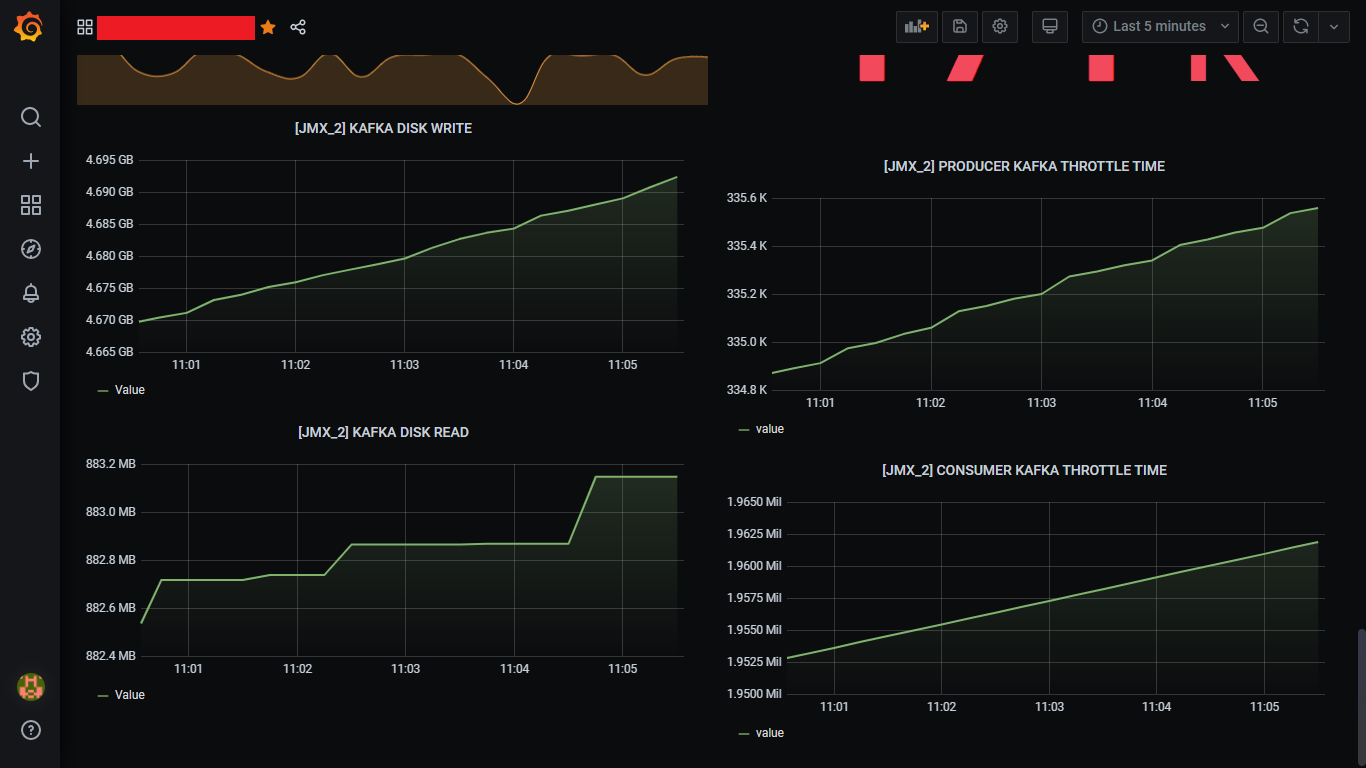 Last 5 minutes
[JMX_2] KAFKA DISK WRITE
4.695 GB
4.690 GB
4.685 GB
4.680 GB
4.675 GB
4.670 GB
4.665 GB
11:01 11:02 11:03 11:04 11:05
Value
[JMX_2] PRODUCER KAFKA THROTTLE TIME
335.6 K
335.4 K
335.2 K
335.0 K
334.8 K
11:01 11:02 11:03 11:04 11:05
value
[JMX_2] KAFKA DISK READ
883.2 MB
883.0 MB
882.8 MB
882.6 MB
882.4 MB
11:01 11:02 11:03 11:04 11:05
Value
[JMX_2] CONSUMER KAFKA THROTTLE TIME
1.9650 Mil
1.9625 Mil
1.9600 Mil
1.9575 Mil
1.9550 Mil
1.9525 Mil
1.9500 Mil
11:01 11:02 11:03 11:04 11:05
value